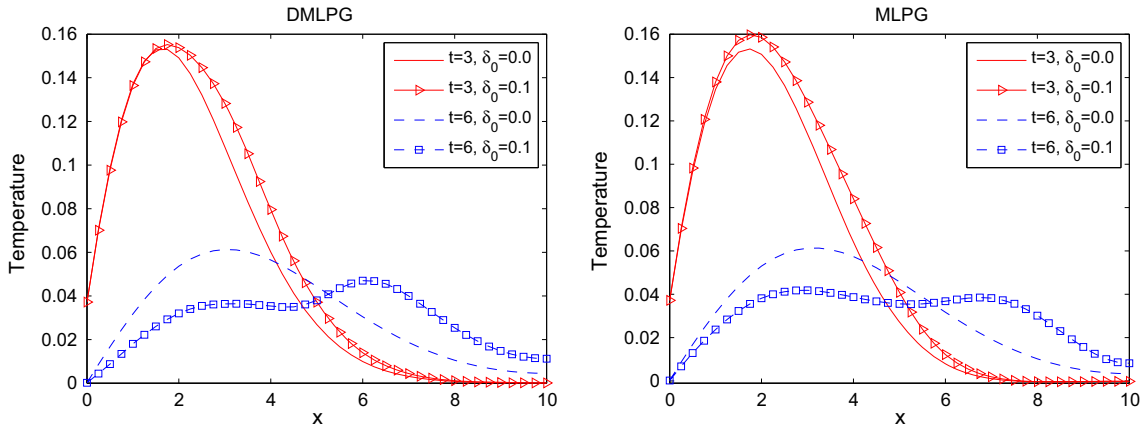 DMLPG
0.16
0.14
0.12
0.1
0.08
0.06
0.04
0.02
0
0 2 4 6 8 10
Temperature
x
t=3, δ₀=0.0
t=3, δ₀=0.1
t=6, δ₀=0.0
t=6, δ₀=0.1
MLPG
0.16
0.14
0.12
0.1
0.08
0.06
0.04
0.02
0
0 2 4 6 8 10
Temperature
x
t=3, δ₀=0.0
t=3, δ₀=0.1
t=6, δ₀=0.0
t=6, δ₀=0.1